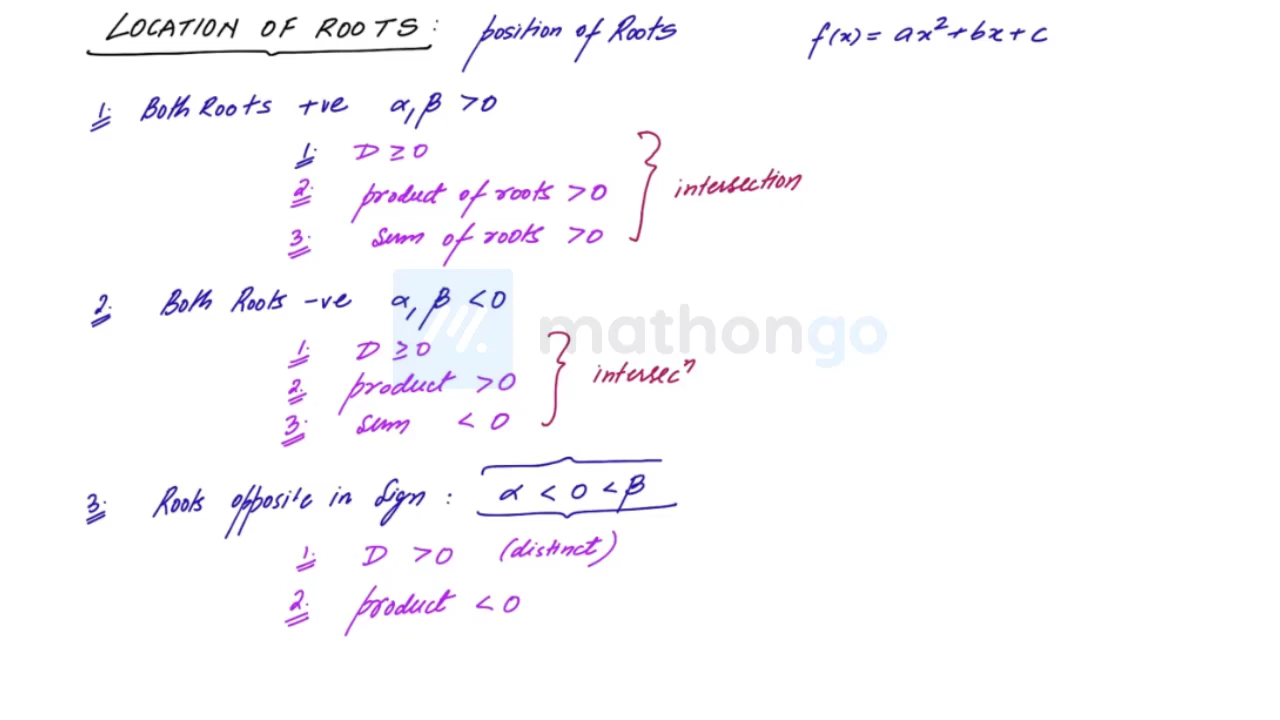 LOCATION OF ROOTS : position of Roots f(x) = ax²+bx+c
1. Both Roots +ve α, β >0
1. D ≥ 0
2. product of roots >0
3. sum of roots >0
intersection
2. Both Roots -ve α, β <0
1. D ≥ 0
2. product >0
3. sum < 0
intersecⁿ
mathongo
3. Roots opposite in sign : α < 0 < β
1. D >0 (distinct)
2. product < 0